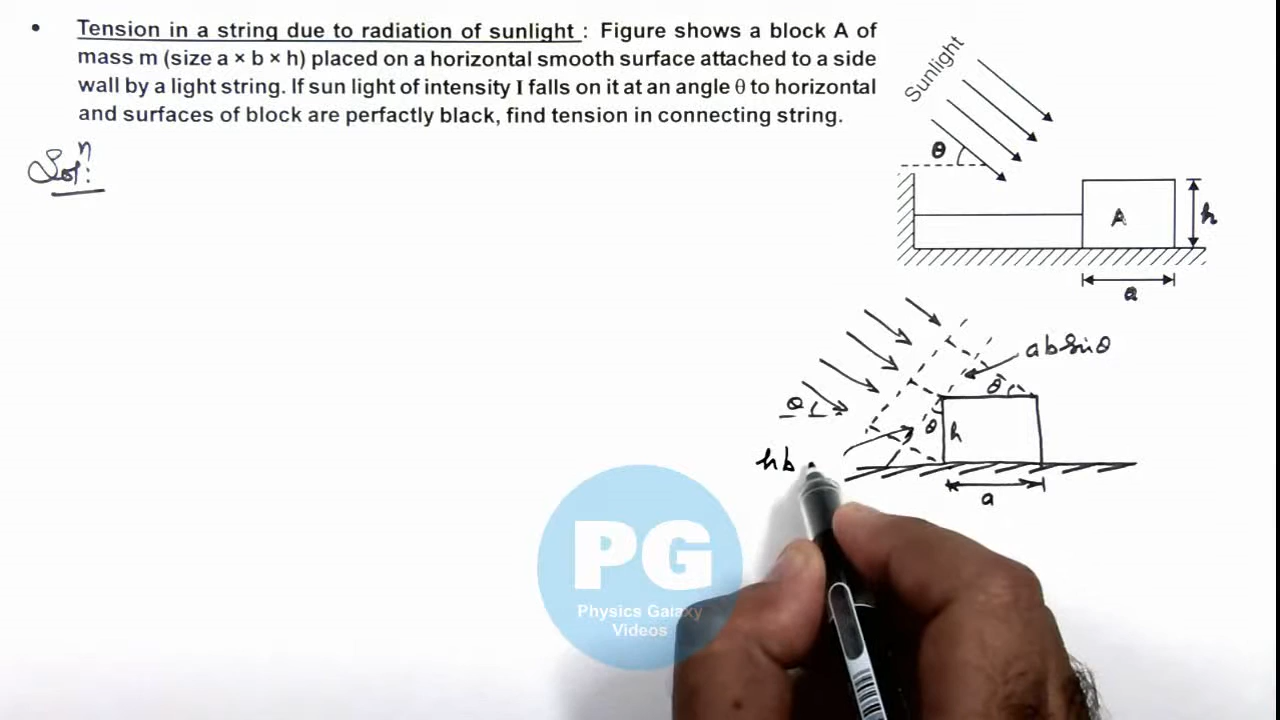 • Tension in a string due to radiation of sunlight : Figure shows a block A of
mass m (size a × b × h) placed on a horizontal smooth surface attached to a side
wall by a light string. If sun light of intensity I falls on it at an angle θ to horizontal
and surfaces of block are perfactly black, find tension in connecting string.
Solⁿ:
Sunlight
θ
A
h
a
ab sinθ
θ
θ
θ
h
hb
a
PG
Physics Galaxy
Videos